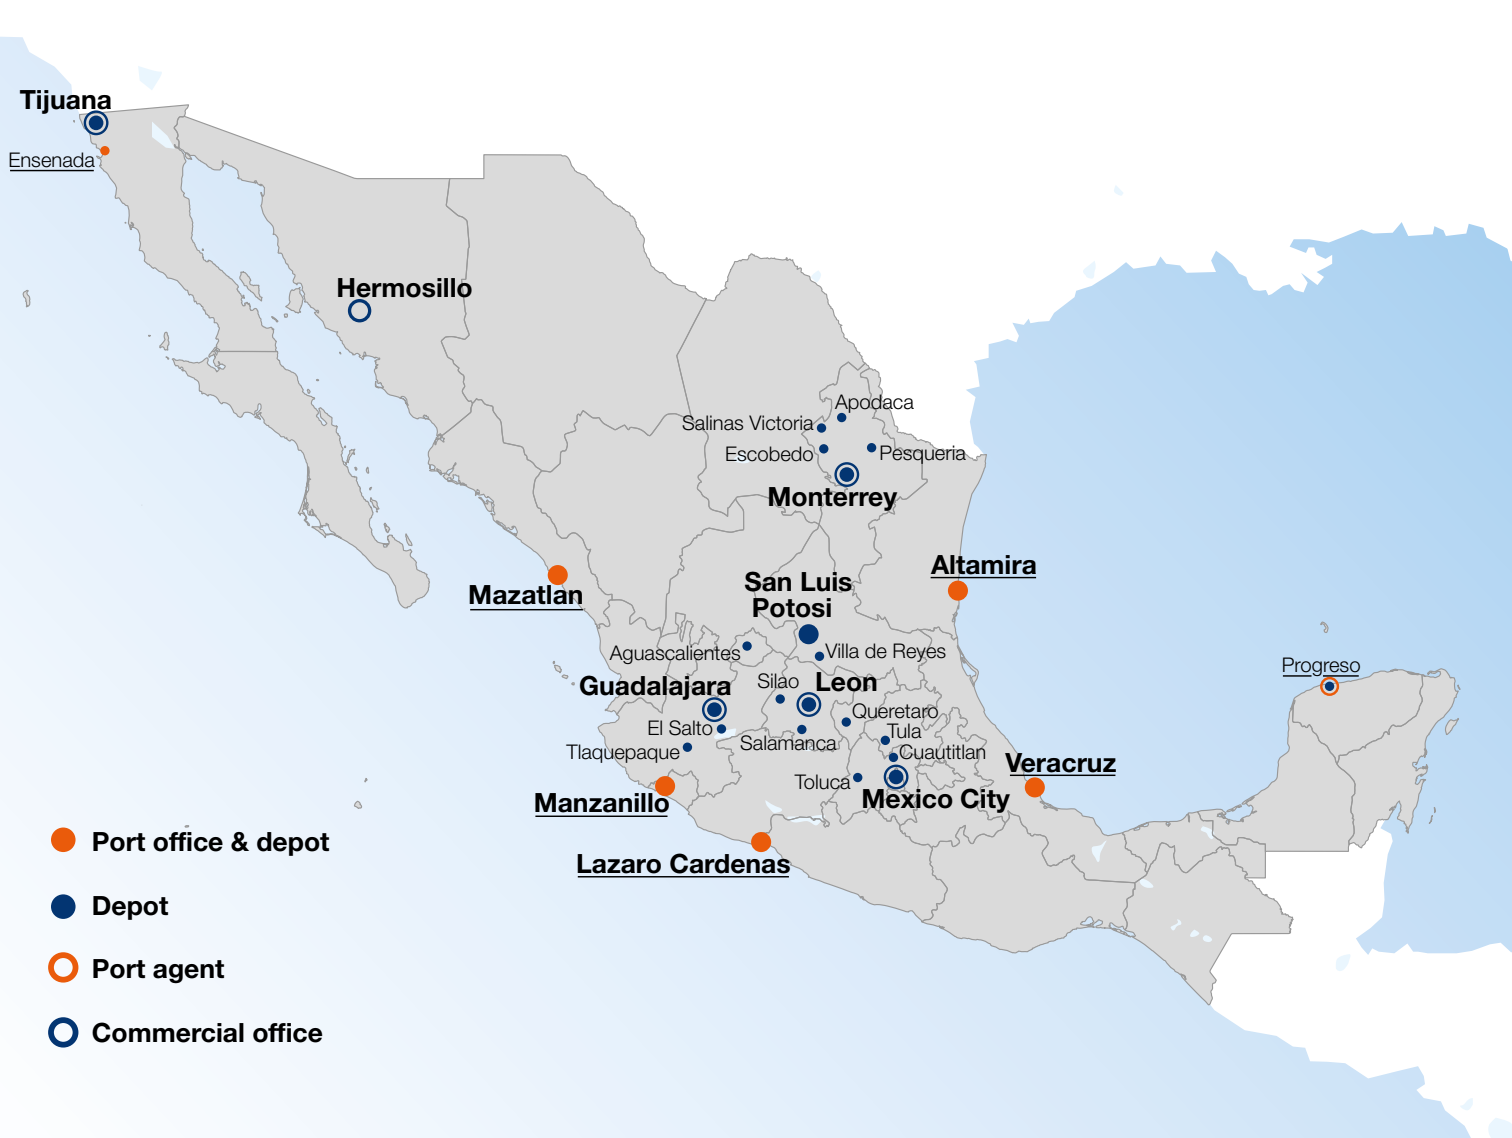 Tijuana
Ensenada
Hermosillo
Apodaca
Salinas Victoria
Escobedo
Pesqueria
Monterrey
Altamira
Mazatlan
San Luis
Potosi
Aguascalientes
Villa de Reyes
Progreso
Guadalajara
Silao
Leon
Queretaro
El Salto
Tula
Tlaquepaque
Salamanca
Cuautitlan
Veracruz
Toluca
Mexico City
Manzanillo
Lazaro Cardenas
Port office & depot
Depot
Port agent
Commercial office